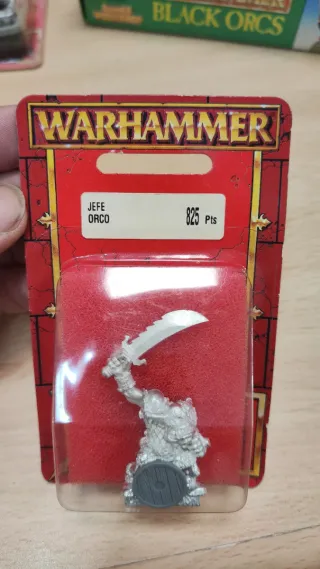 BLACK ORCS
WARHAMMER
JEFE
ORCO
825 Pts